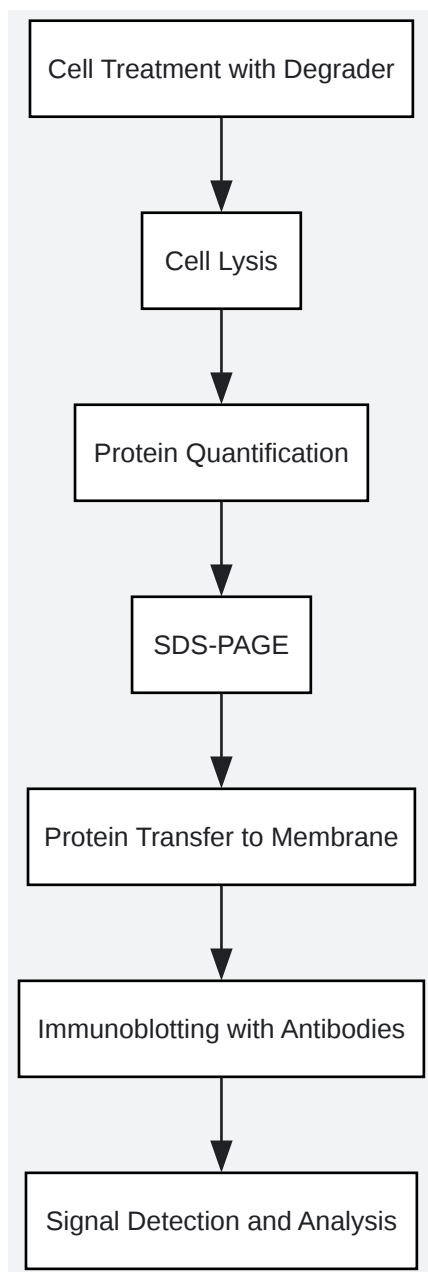 Cell Treatment with Degrader
Cell Lysis
Protein Quantification
SDS-PAGE
Protein Transfer to Membrane
Immunoblotting with Antibodies
Signal Detection and Analysis